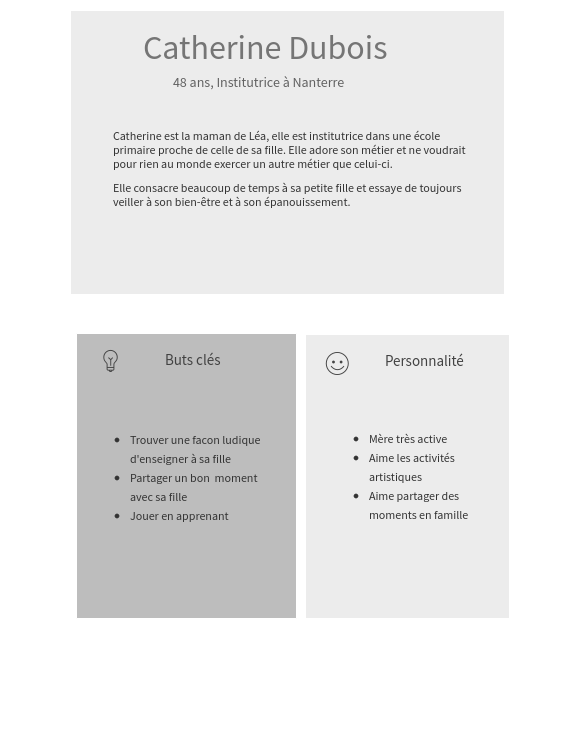 Catherine Dubois
48 ans, Institutrice à Nanterre
Catherine est la maman de Léa, elle est institutrice dans une école
primaire proche de celle de sa fille. Elle adore son métier et ne voudrait
pour rien au monde exercer un autre métier que celui-ci.
Elle consacre beaucoup de temps à sa petite fille et essaye de toujours
veiller à son bien-être et à son épanouissement.
Buts clés
● Trouver une facon ludique
d'enseigner à sa fille
● Partager un bon  moment
avec sa fille
● Jouer en apprenant
Personnalité
● Mère très active
● Aime les activités
artistiques
● Aime partager des
moments en famille